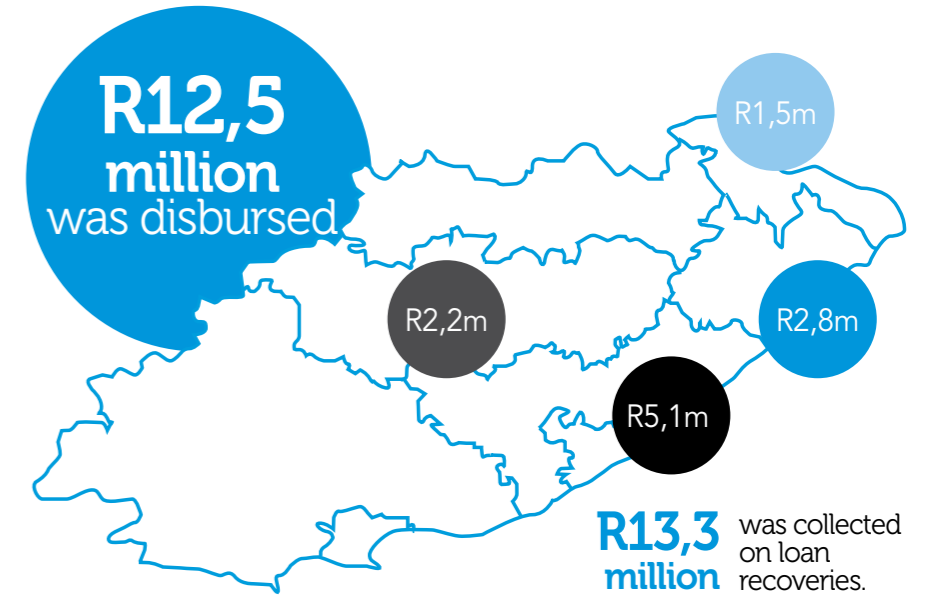 R12,5
million
was disbursed
R1,5m
R2,2m
R2,8m
R5,1m
R13,3
million
was collected
on loan
recoveries.